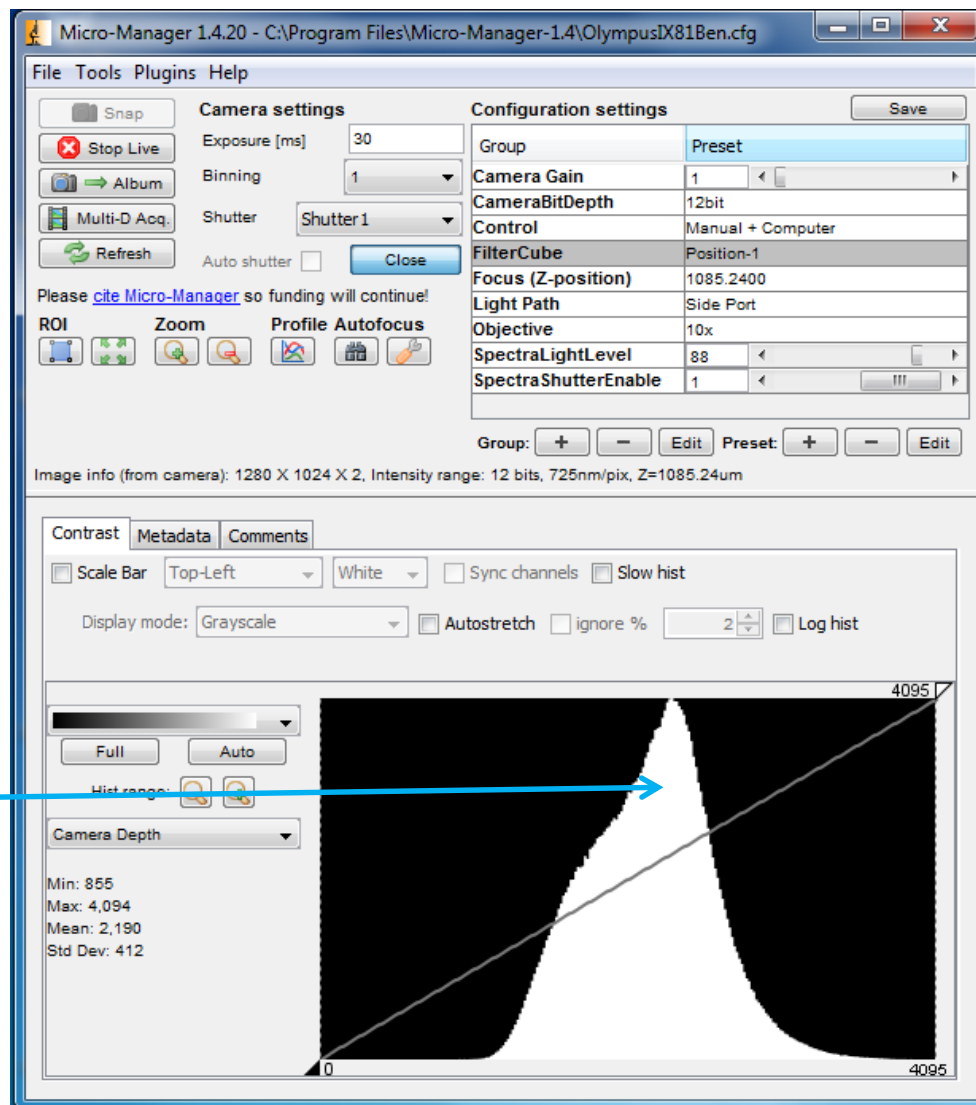 Micro-Manager 1.4.20 - C:\Program Files\Micro-Manager-1.4\OlympusIX81Ben.cfg
File Tools Plugins Help
Snap
Stop Live
Album
Multi-D Acq.
Refresh
Camera settings
Exposure [ms] 30
Binning 1
Shutter Shutter1
Auto shutter Close
Please cite Micro-Manager so funding will continue!
ROI Zoom Profile Autofocus
Configuration settings Save
Group Preset
Camera Gain 1
CameraBitDepth 12bit
Control Manual + Computer
FilterCube Position-1
Focus (Z-position) 1085.2400
Light Path Side Port
Objective 10x
SpectraLightLevel 88
SpectraShutterEnable 1
Group: + − Edit Preset: + − Edit
Image info (from camera): 1280 X 1024 X 2, Intensity range: 12 bits, 725nm/pix, Z=1085.24um
Contrast Metadata Comments
Scale Bar Top-Left White Sync channels Slow hist
Display mode: Grayscale Autostretch ignore % 2 Log hist
4095
Full Auto
Hist range:
Camera Depth
Min: 855
Max: 4,094
Mean: 2,190
Std Dev: 412
0 4095